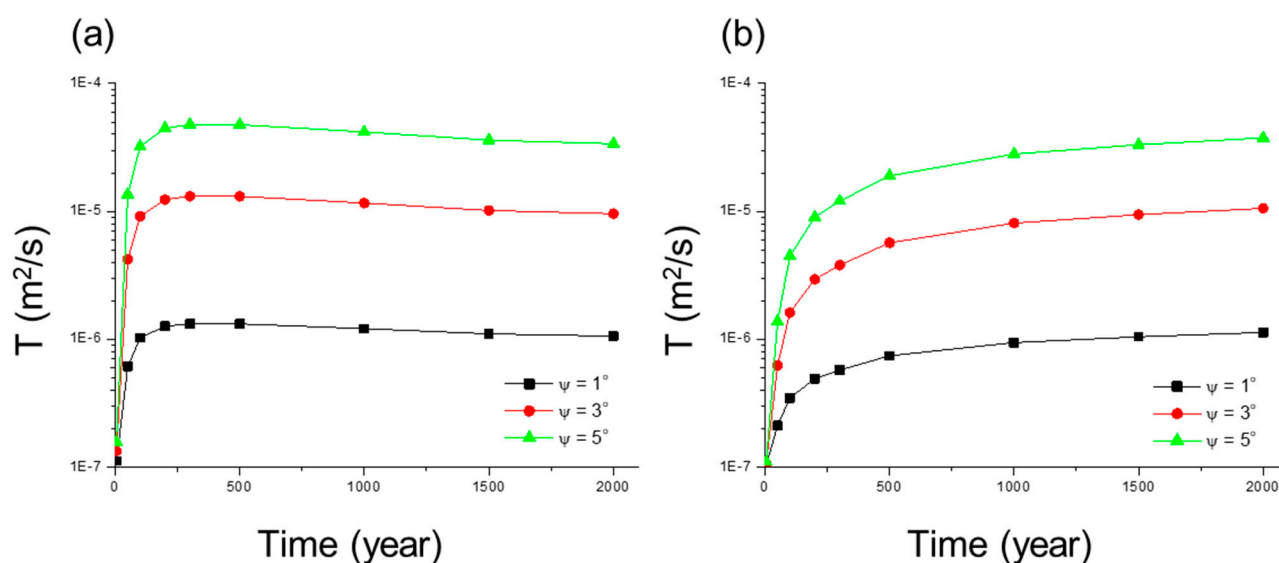 (a)
1E-4
1E-5
1E-6
1E-7
T (m²/s)
ψ = 1°
ψ = 3°
ψ = 5°
0 500 1000 1500 2000
Time (year)
(b)
1E-4
1E-5
1E-6
1E-7
T (m²/s)
ψ = 1°
ψ = 3°
ψ = 5°
0 500 1000 1500 2000
Time (year)